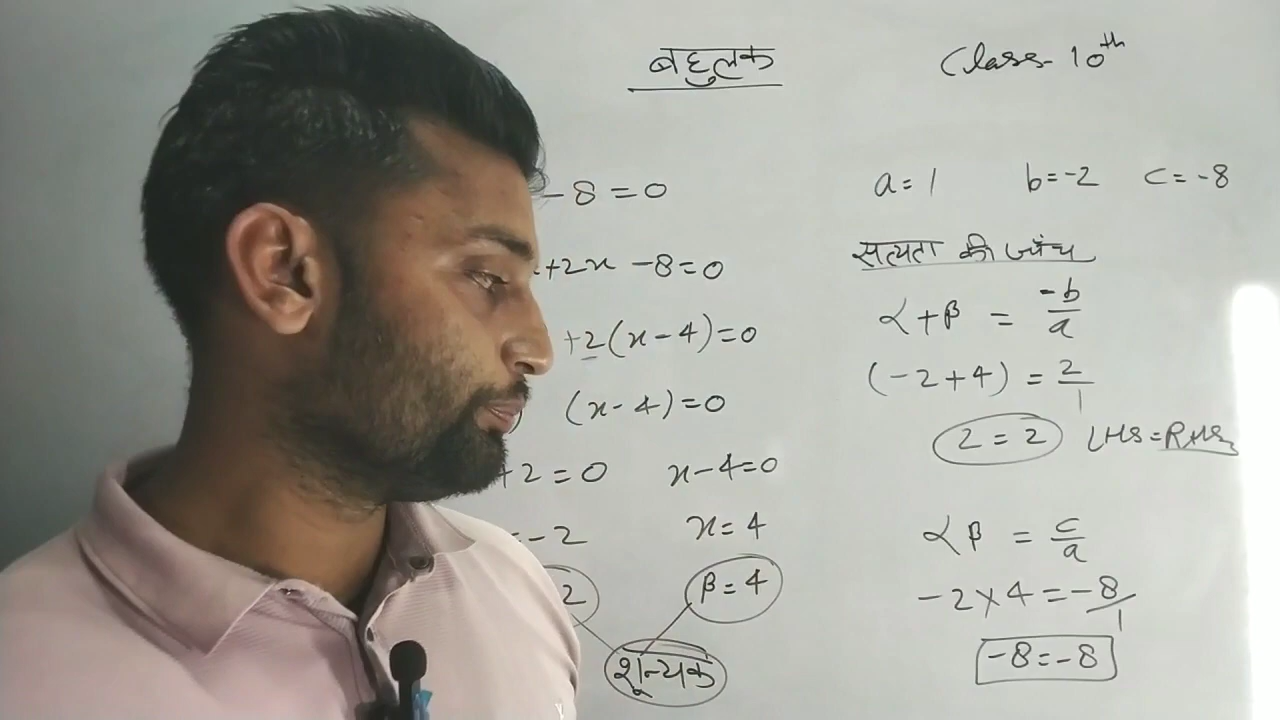 बहुलक
Class- 10th
- 8 = 0
+2x - 8 = 0
+2(x-4) = 0
(x-4) = 0
+2 = 0 x-4=0
= -2 x = 4
2 β = 4
शून्यक
a = 1 b = -2 c = -8
सत्यता की जांच
α + β = -b/a
(-2+4) = 2/1
2 = 2 LHS = RHS
α β = c/a
-2 × 4 = -8/1
-8 = -8